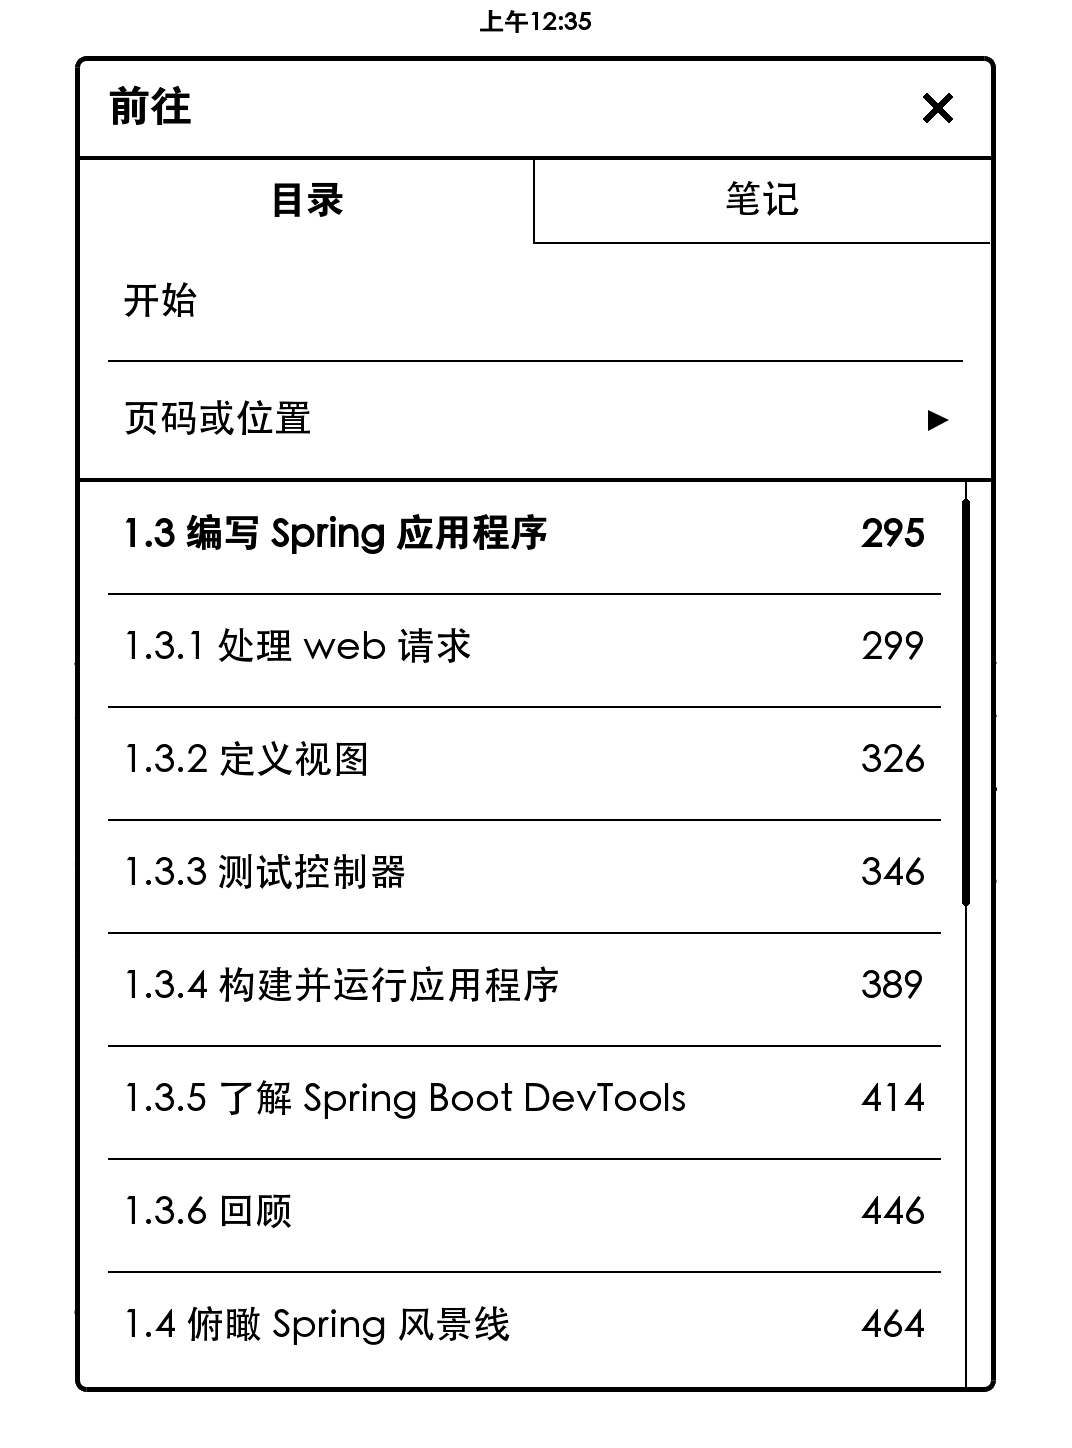 上午12:35
前往
目录 笔记
开始
页码或位置
1.3 编写 Spring 应用程序 295
1.3.1 处理 web 请求 299
1.3.2 定义视图 326
1.3.3 测试控制器 346
1.3.4 构建并运行应用程序 389
1.3.5 了解 Spring Boot DevTools 414
1.3.6 回顾 446
1.4 俯瞰 Spring 风景线 464